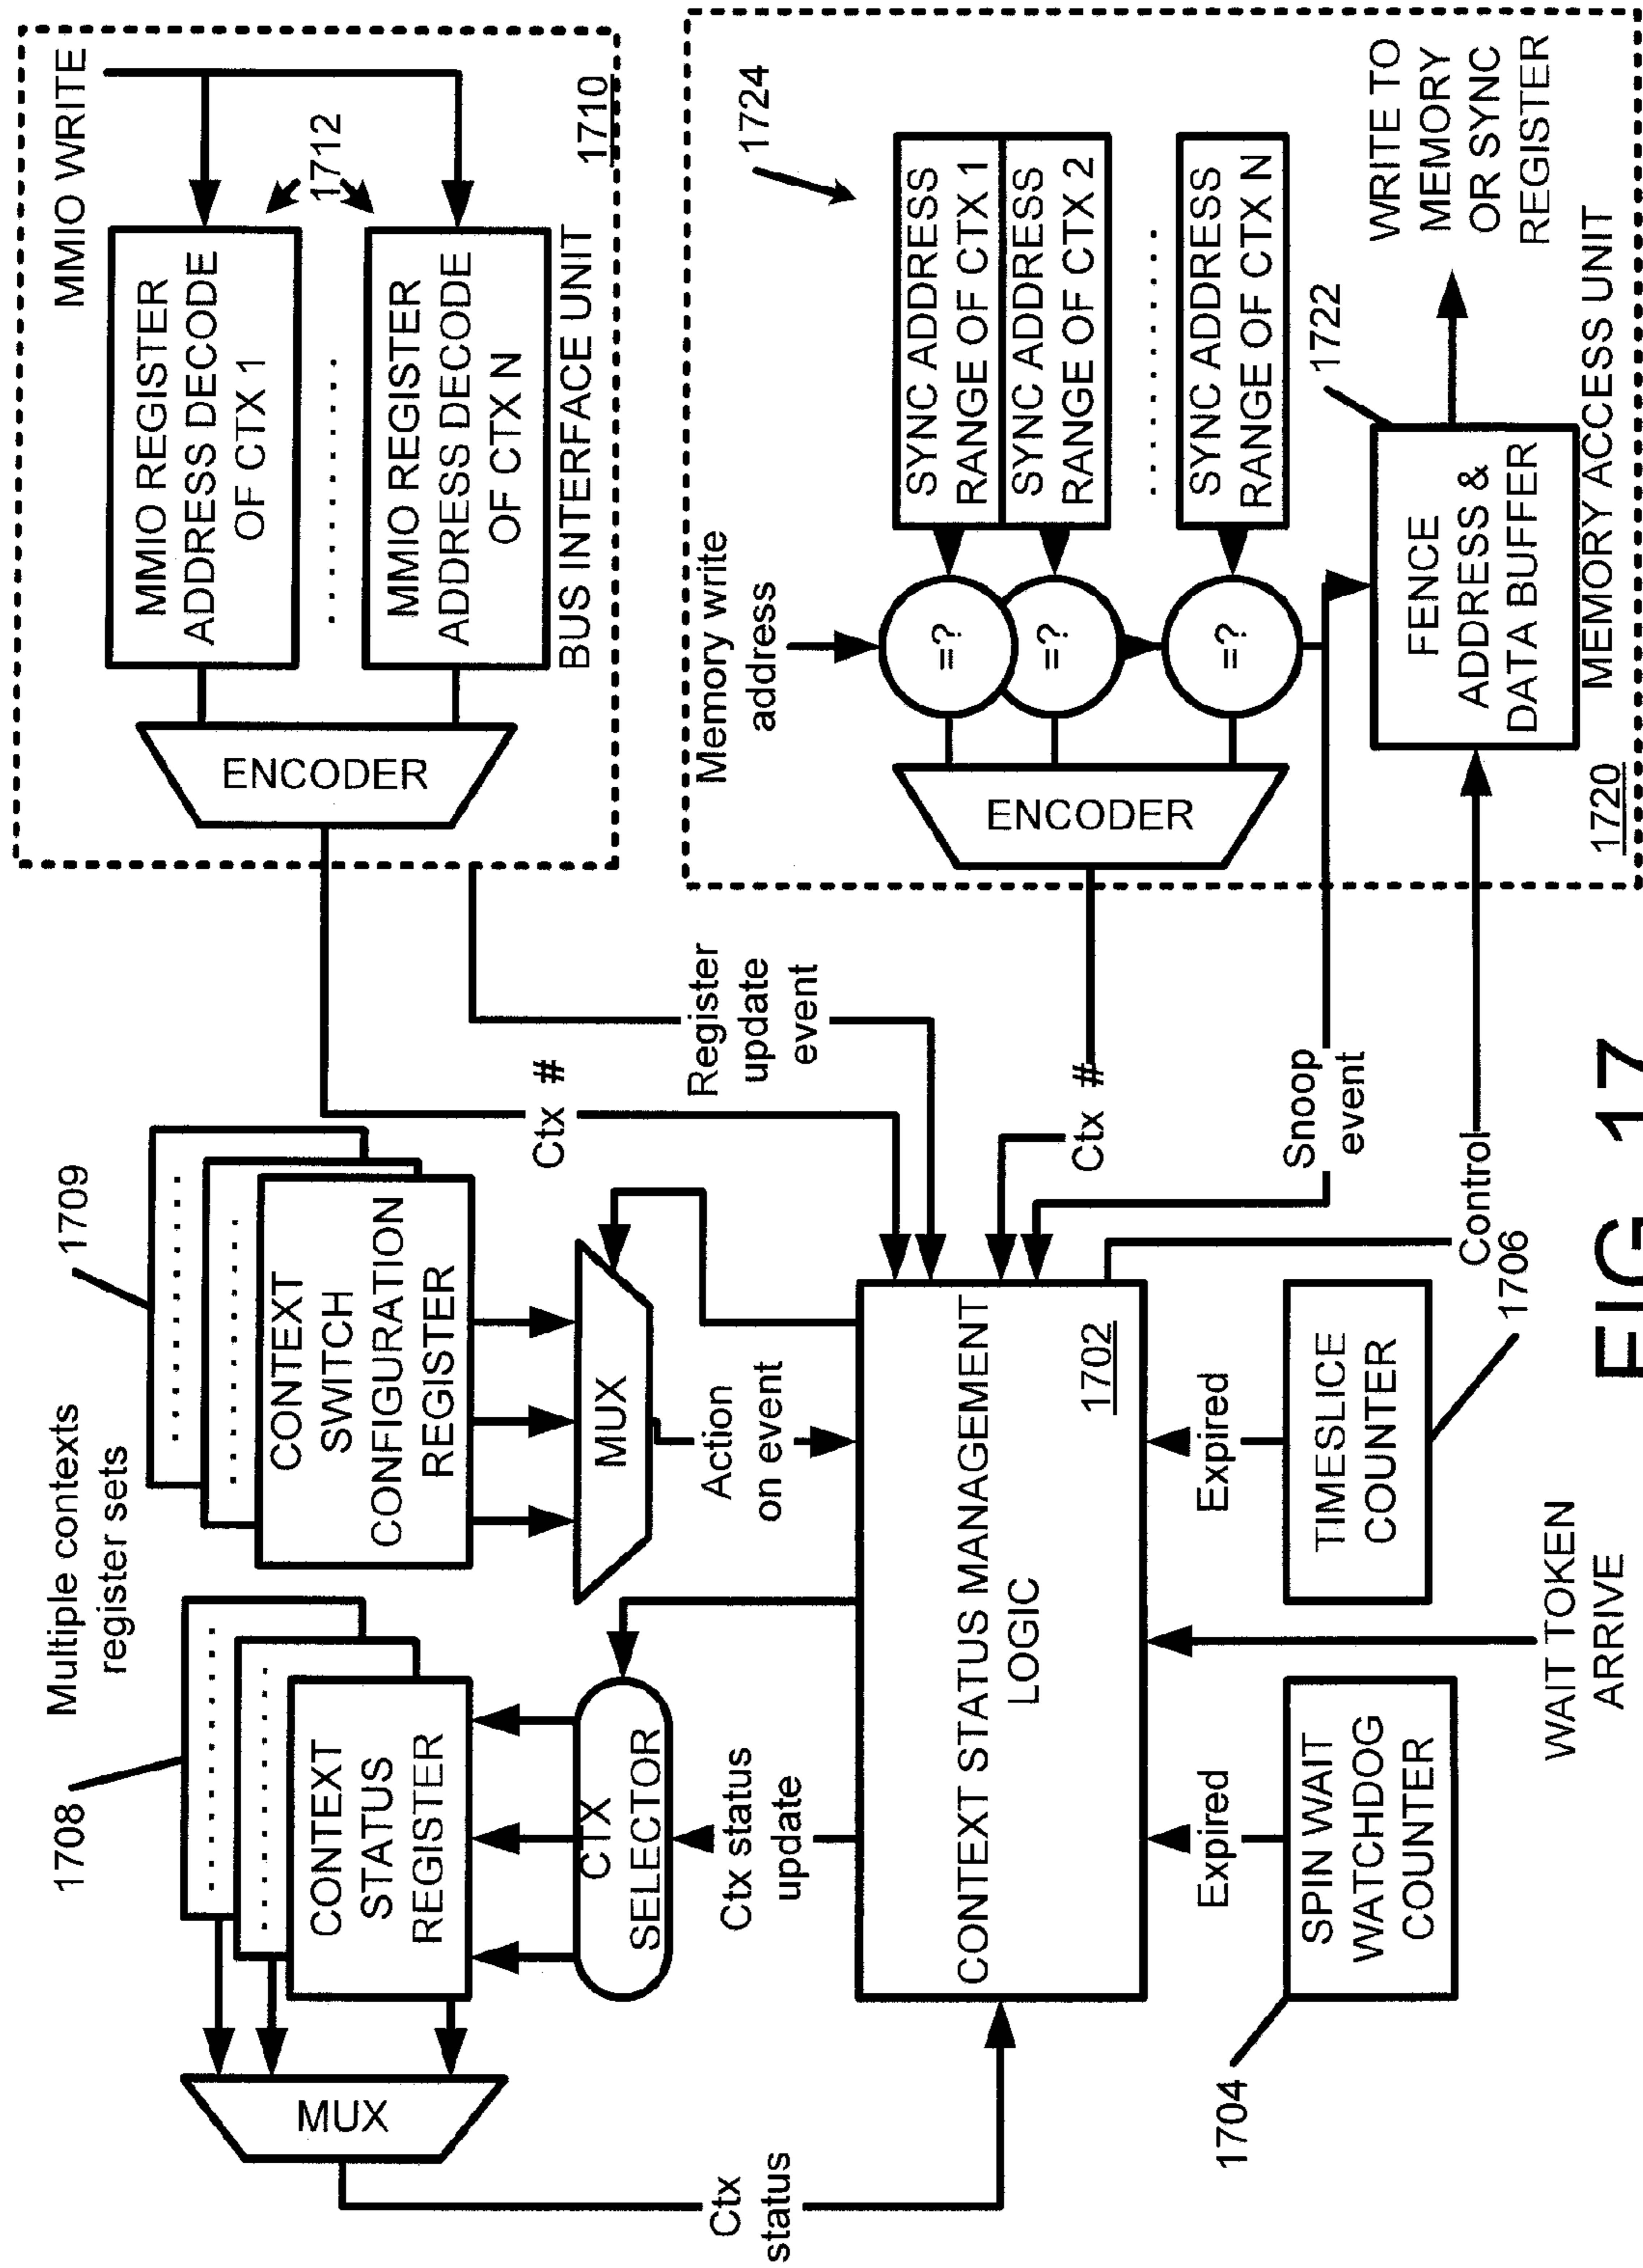 1708
Multiple contexts
register sets
1709
CONTEXT
STATUS
REGISTER
CONTEXT
SWITCH
CONFIGURATION
REGISTER
MUX
CTX
SELECTOR
MUX
Ctx status
update
Action
on event
Ctx
status
CONTEXT STATUS MANAGEMENT
LOGIC
1702
Expired
Expired
1704
SPIN WAIT
WATCHDOG
COUNTER
TIMESLICE
COUNTER
1706
WAIT TOKEN
ARRIVE
Ctx #
Register
update
event
Ctx #
Snoop
event
Control
MMIO WRITE
MMIO REGISTER
ADDRESS DECODE
OF CTX 1
1712
MMIO REGISTER
ADDRESS DECODE
OF CTX N
ENCODER
BUS INTERFACE UNIT
1710
Memory write
address
1724
SYNC ADDRESS
RANGE OF CTX 1
SYNC ADDRESS
RANGE OF CTX 2
SYNC ADDRESS
RANGE OF CTX N
=?
=?
=?
ENCODER
1722
FENCE
ADDRESS &
DATA BUFFER
WRITE TO
MEMORY
OR SYNC
REGISTER
1720
MEMORY ACCESS UNIT
FIG. 17